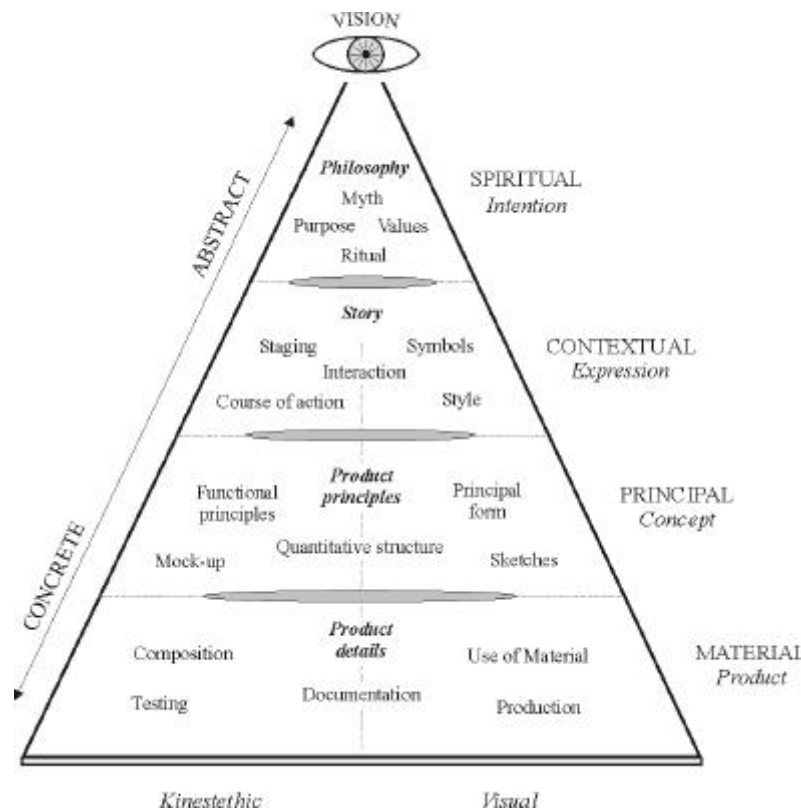 VISION
Philosophy
Myth
Purpose Values
Ritual
SPIRITUAL
Intention
ABSTRACT
Story
Staging Symbols
Interaction
Course of action Style
CONTEXTUAL
Expression
Product
principles
Functional
principles
Principal
form
Quantitative structure
Mock-up Sketches
PRINCIPAL
Concept
CONCRETE
Product
details
Composition Use of Material
Documentation
Testing Production
MATERIAL
Product
Kinestethic Visual